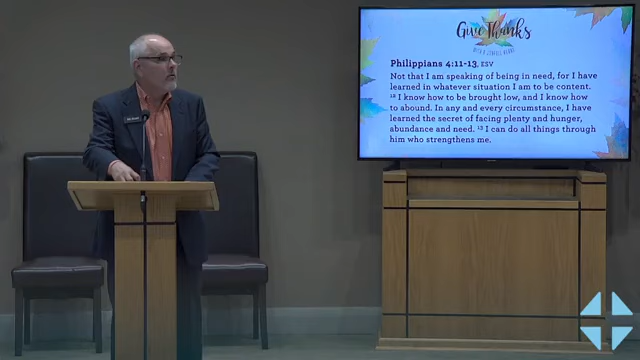 Give Thanks
WITH A JOYFUL HEART
Philippians 4:11-13, ESV
Not that I am speaking of being in need, for I have
learned in whatever situation I am to be content.
¹² I know how to be brought low, and I know how
to abound. In any and every circumstance, I have
learned the secret of facing plenty and hunger,
abundance and need. ¹³ I can do all things through
him who strengthens me.